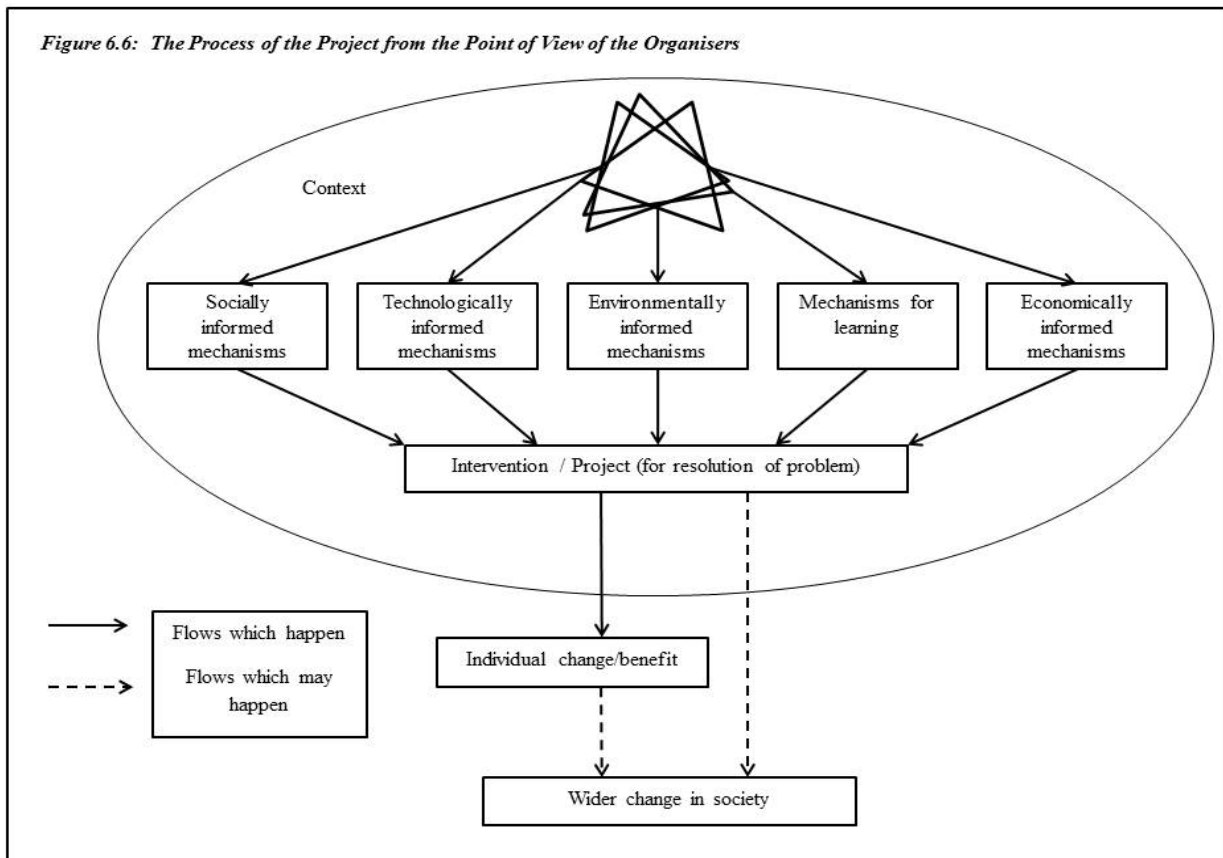 Figure 6.6: The Process of the Project from the Point of View of the Organisers
Context
Socially
informed
mechanisms
Technologically
informed
mechanisms
Environmentally
informed
mechanisms
Mechanisms for
learning
Economically
informed
mechanisms
Intervention / Project (for resolution of problem)
Flows which happen
Flows which may
happen
Individual change/benefit
Wider change in society